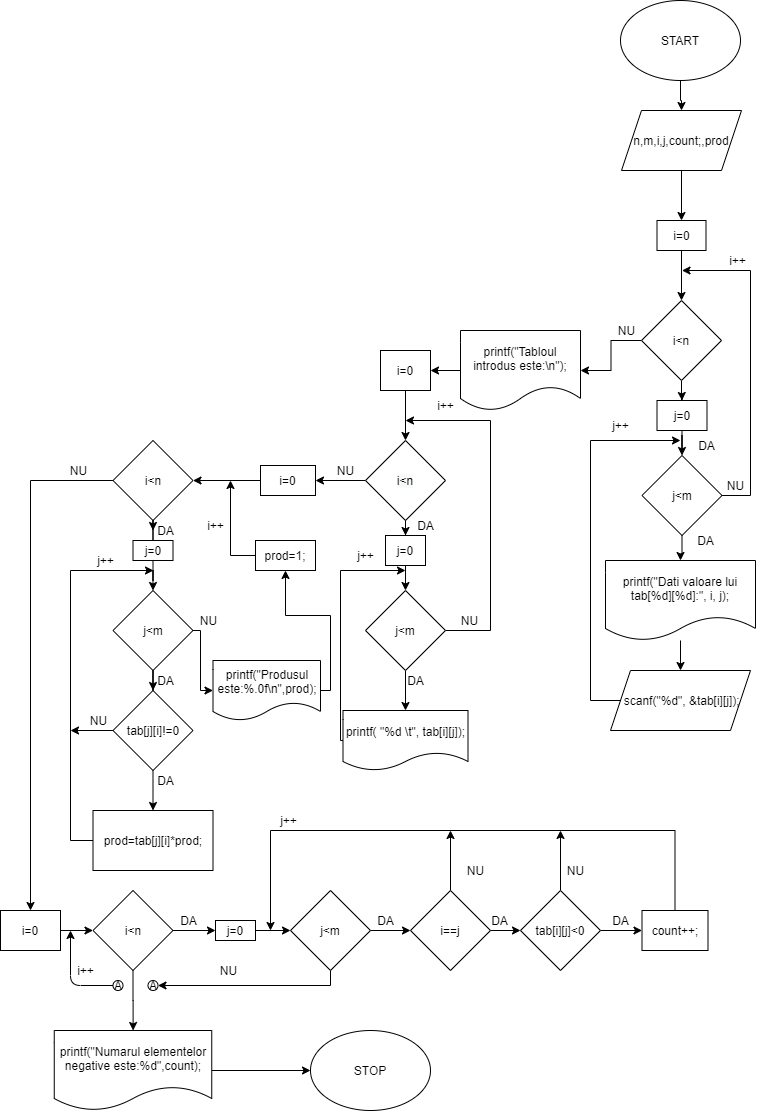 START
n,m,i,j,count;,prod
i=0
i++
i<n
NU
printf("Tabloul
introdus este:\n");
i=0
j=0
i++
j++
DA
i<n
NU
i=0
NU
i<n
NU
j<m
NU
i++
DA
DA
j++
j=0
prod=1;
j=0
j++
DA
printf("Dati valoare lui
tab[%d][%d]:", i, j);
j<m
NU
j<m
NU
DA
printf("Produsul
este:%.0f\n",prod);
DA
scanf("%d", &tab[i][j]);
NU
tab[j][i]!=0
printf( "%d \t", tab[i][j]);
DA
prod=tab[j][i]*prod;
j++
NU
NU
i=0
i<n
DA
j=0
j<m
DA
i==j
DA
tab[i][j]<0
DA
count++;
i++
A
A
NU
printf("Numarul elementelor
negative este:%d",count);
STOP